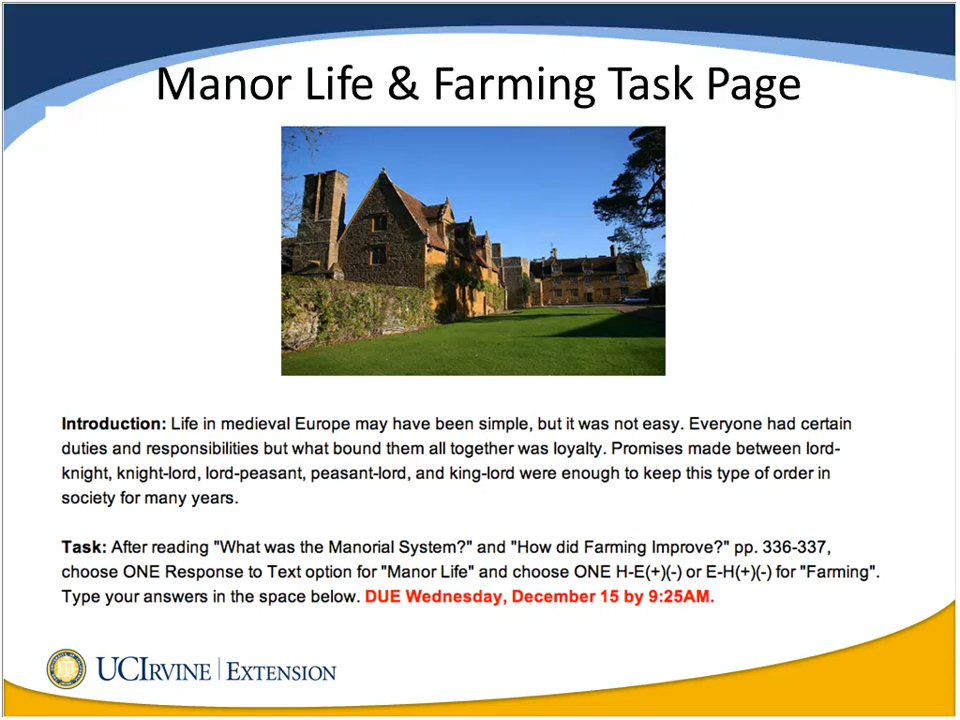 Manor Life & Farming Task Page
Introduction: Life in medieval Europe may have been simple, but it was not easy. Everyone had certain
duties and responsibilities but what bound them all together was loyalty. Promises made between lord-
knight, knight-lord, lord-peasant, peasant-lord, and king-lord were enough to keep this type of order in
society for many years.
Task: After reading "What was the Manorial System?" and "How did Farming Improve?" pp. 336-337,
choose ONE Response to Text option for "Manor Life" and choose ONE H-E(+)(-) or E-H(+)(-) for "Farming".
Type your answers in the space below. DUE Wednesday, December 15 by 9:25AM.
UCIRVINE | EXTENSION